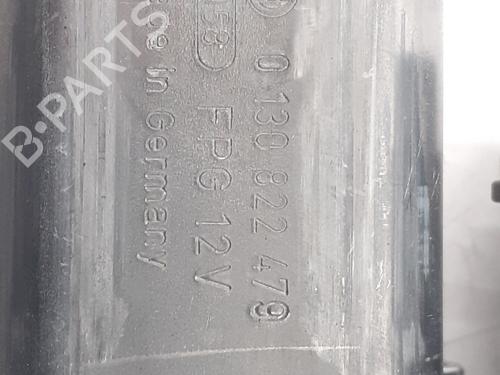 0 130 822 479
FPG 12V
in Germany
B-PARTS